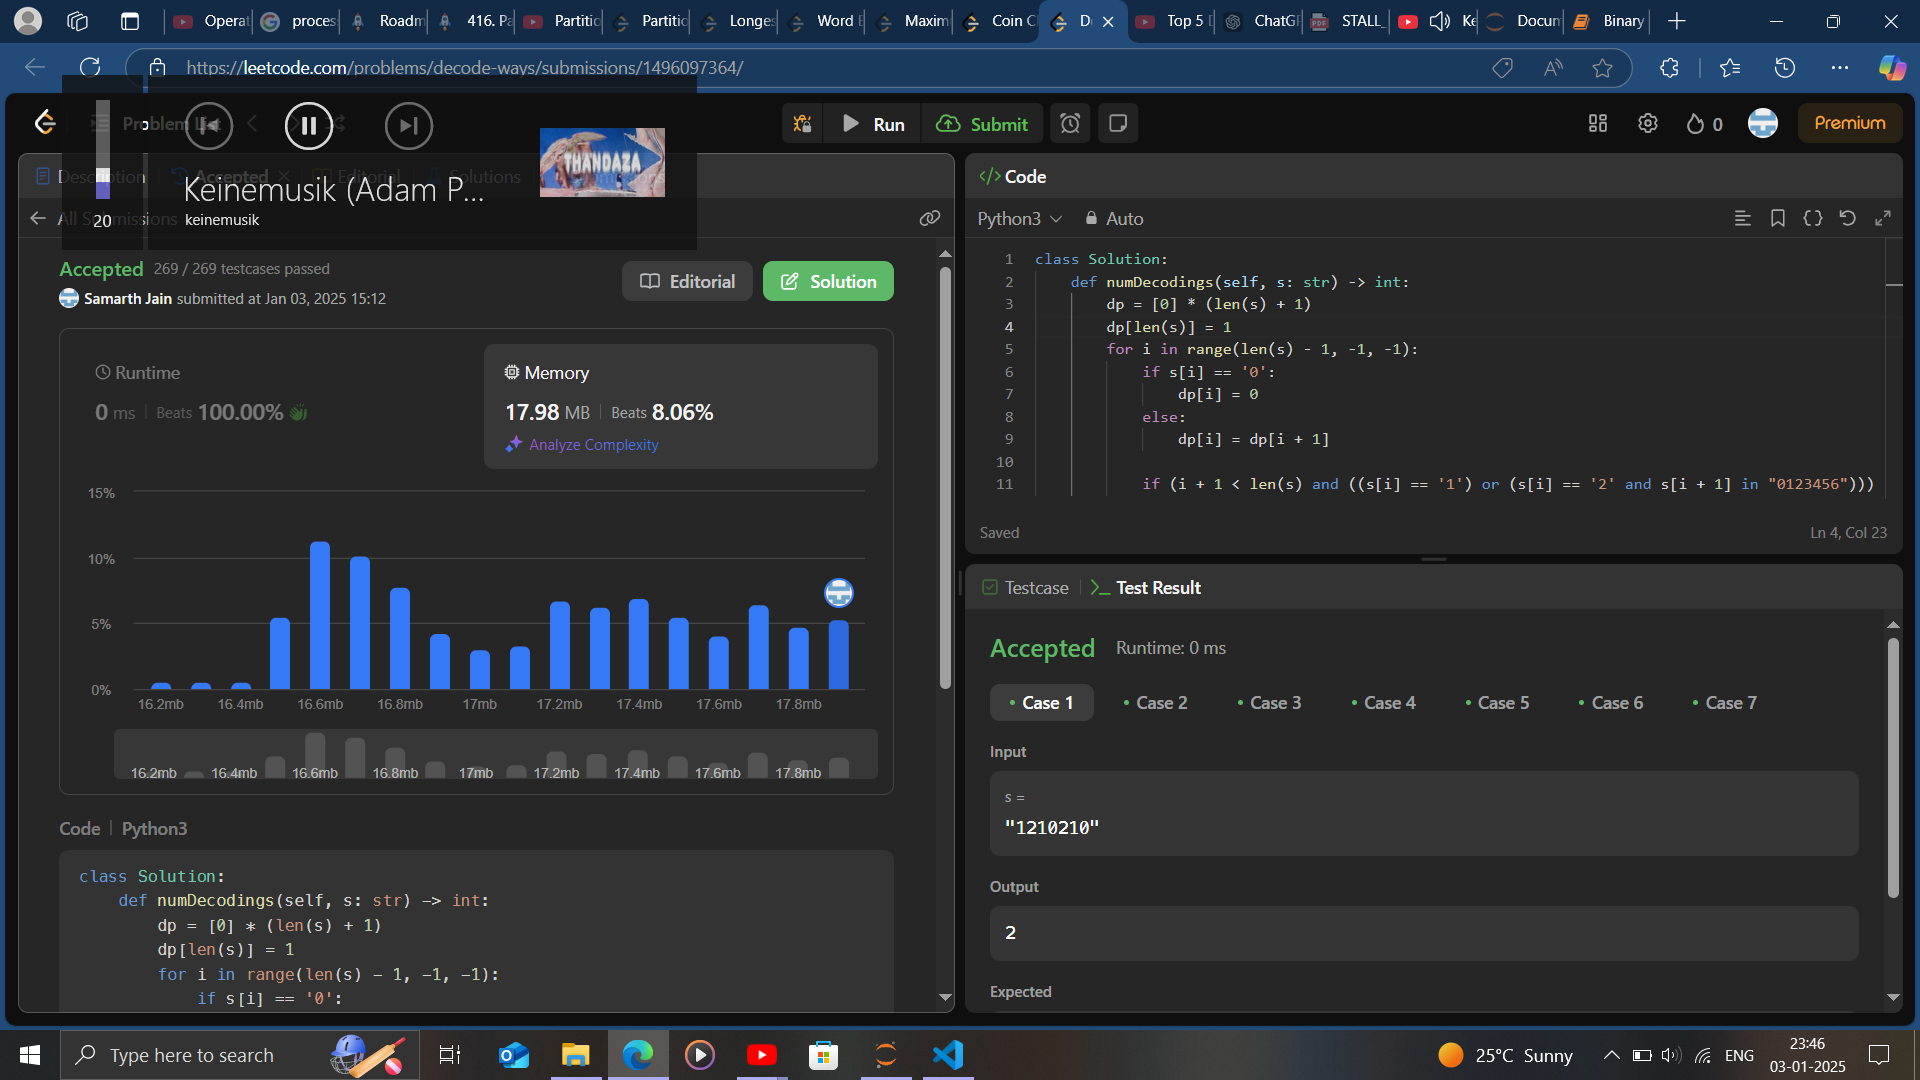 Operat
proces
Roadm
416. Pa
Partitio
Partitio
Longes
Word B
Maxim
Coin C
D
Top 5 D
ChatGP
STALL_
Ke
Docum
Binary
https://leetcode.com/problems/decode-ways/submissions/1496097364/
Problem List
Run
Submit
0
Premium
Description
Accepted
Editorial
Solutions
Keinemusik (Adam P...
keinemusik
THANDAZA
20
All Submissions
Accepted 269 / 269 testcases passed
Samarth Jain submitted at Jan 03, 2025 15:12
Editorial
Solution
Runtime
0 ms Beats 100.00%
Memory
17.98 MB Beats 8.06%
Analyze Complexity
15%
10%
5%
0%
16.2mb 16.4mb 16.6mb 16.8mb 17mb 17.2mb 17.4mb 17.6mb 17.8mb
16.2mb 16.4mb 16.6mb 16.8mb 17mb 17.2mb 17.4mb 17.6mb 17.8mb
Code | Python3
class Solution:
def numDecodings(self, s: str) -> int:
dp = [0] * (len(s) + 1)
dp[len(s)] = 1
for i in range(len(s) - 1, -1, -1):
if s[i] == '0':
</> Code
Python3
Auto
1 class Solution:
2 def numDecodings(self, s: str) -> int:
3 dp = [0] * (len(s) + 1)
4 dp[len(s)] = 1
5 for i in range(len(s) - 1, -1, -1):
6 if s[i] == '0':
7 dp[i] = 0
8 else:
9 dp[i] = dp[i + 1]
10
11 if (i + 1 < len(s) and ((s[i] == '1') or (s[i] == '2' and s[i + 1] in "0123456")))
Saved
Ln 4, Col 23
Testcase
Test Result
Accepted Runtime: 0 ms
Case 1
Case 2
Case 3
Case 4
Case 5
Case 6
Case 7
Input
s =
"1210210"
Output
2
Expected
Type here to search
25°C Sunny
ENG
23:46
03-01-2025